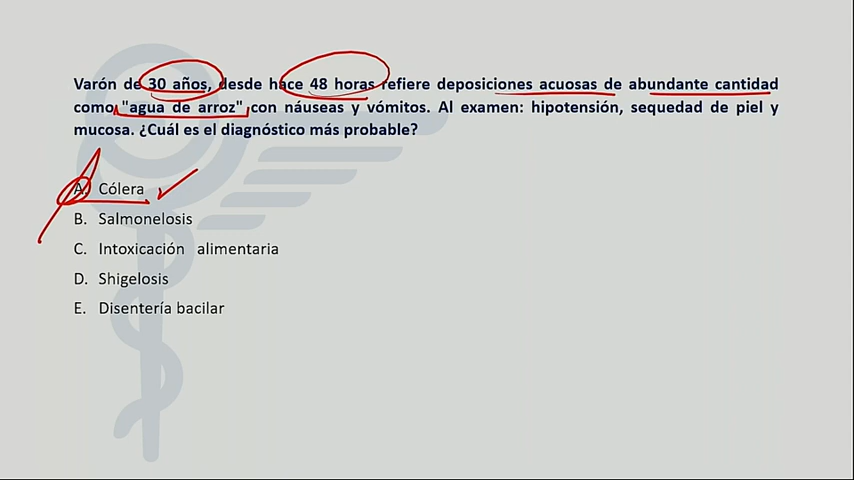 Varón de 30 años, desde hace 48 horas refiere deposiciones acuosas de abundante cantidad
como "agua de arroz", con náuseas y vómitos. Al examen: hipotensión, sequedad de piel y
mucosa. ¿Cuál es el diagnóstico más probable?
A. Cólera
B. Salmonelosis
C. Intoxicación alimentaria
D. Shigelosis
E. Disentería bacilar